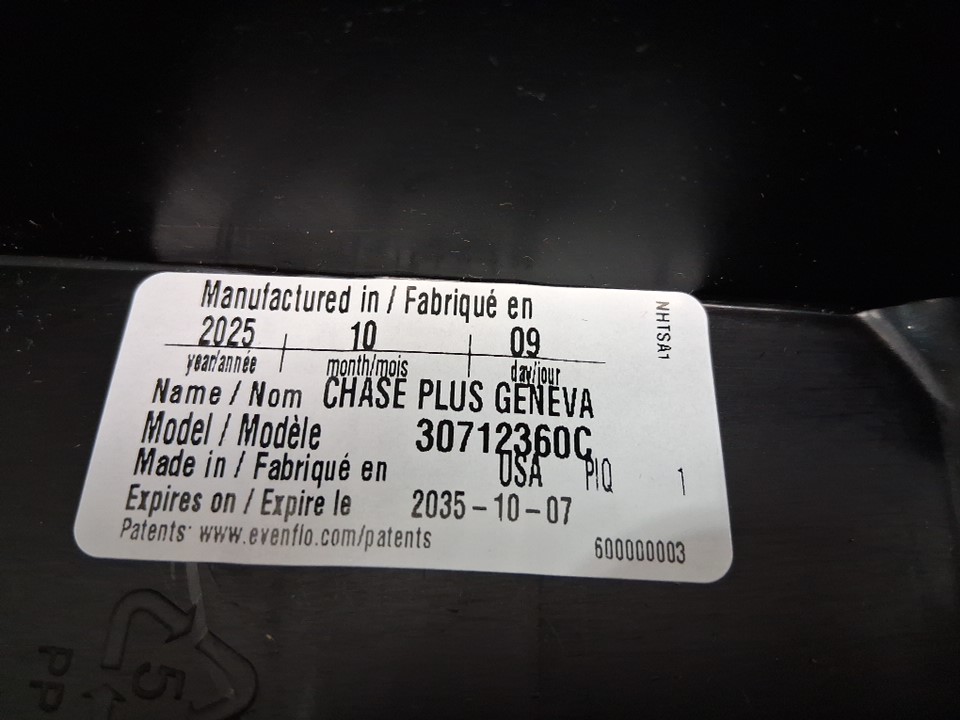 Manufactured in / Fabriqué en
2025 10 09
year/année month/mois day/jour
Name / Nom CHASE PLUS GENEVA
Model / Modèle 30712360C
Made in / Fabriqué en USA PIQ 1
Expires on / Expire le 2035-10-07
Patents: www.evenflo.com/patents
600000003
NHTSA1
5
PP